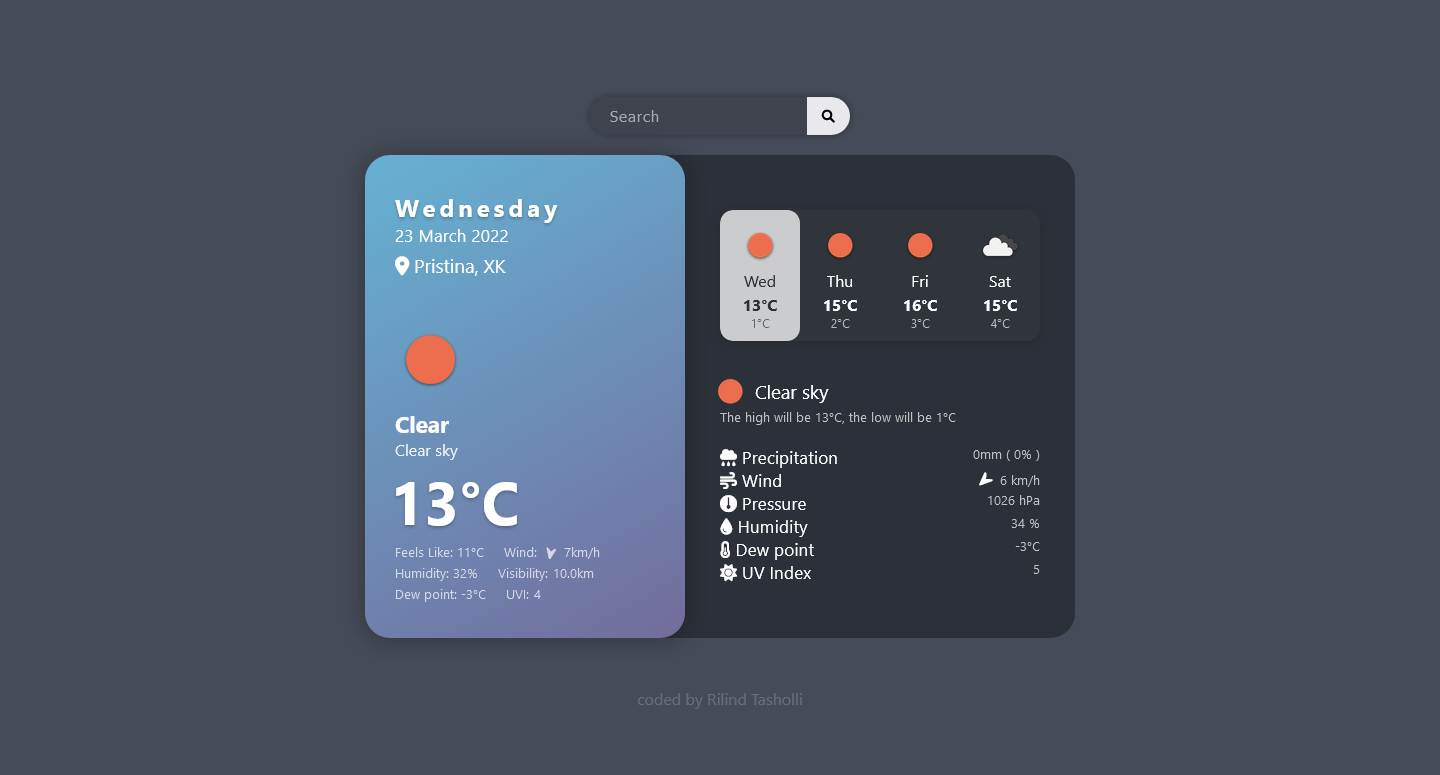 Search
Wednesday
23 March 2022
Pristina, XK
Clear
Clear sky
13°C
Feels Like: 11°C Wind: 7km/h
Humidity: 32% Visibility: 10.0km
Dew point: -3°C UVI: 4
Wed Thu Fri Sat
13°C 15°C 16°C 15°C
1°C 2°C 3°C 4°C
Clear sky
The high will be 13°C, the low will be 1°C
Precipitation 0mm ( 0% )
Wind 6 km/h
Pressure 1026 hPa
Humidity 34 %
Dew point -3°C
UV Index 5
coded by Rilind Tasholli